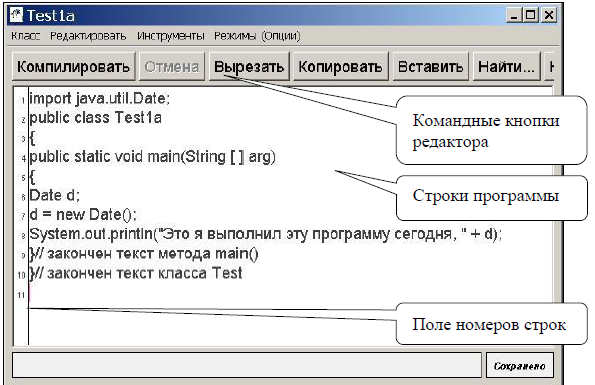 Test1a
Класс Редактировать Инструменты Режимы (Опции)
Компилировать Отмена Вырезать Копировать Вставить Найти...
1 import java.util.Date;
2 public class Test1a
3 {
4 public static void main(String [ ] arg)
5 {
6 Date d;
7 d = new Date();
8 System.out.println("Это я выполнил эту программу сегодня, " + d);
9 }// закончен текст метода main()
10 }// закончен текст класса Test
11
Командные кнопки
редактора
Строки программы
Поле номеров строк
Сохранено